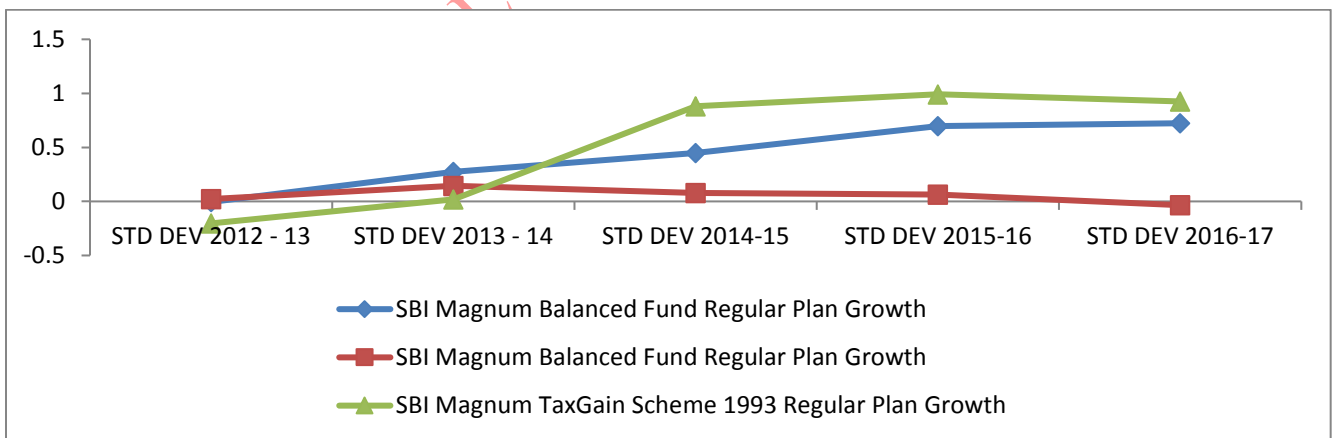 1.5
1
0.5
0
-0.5
STD DEV 2012 - 13 STD DEV 2013 - 14 STD DEV 2014-15 STD DEV 2015-16 STD DEV 2016-17
SBI Magnum Balanced Fund Regular Plan Growth
SBI Magnum Balanced Fund Regular Plan Growth
SBI Magnum TaxGain Scheme 1993 Regular Plan Growth